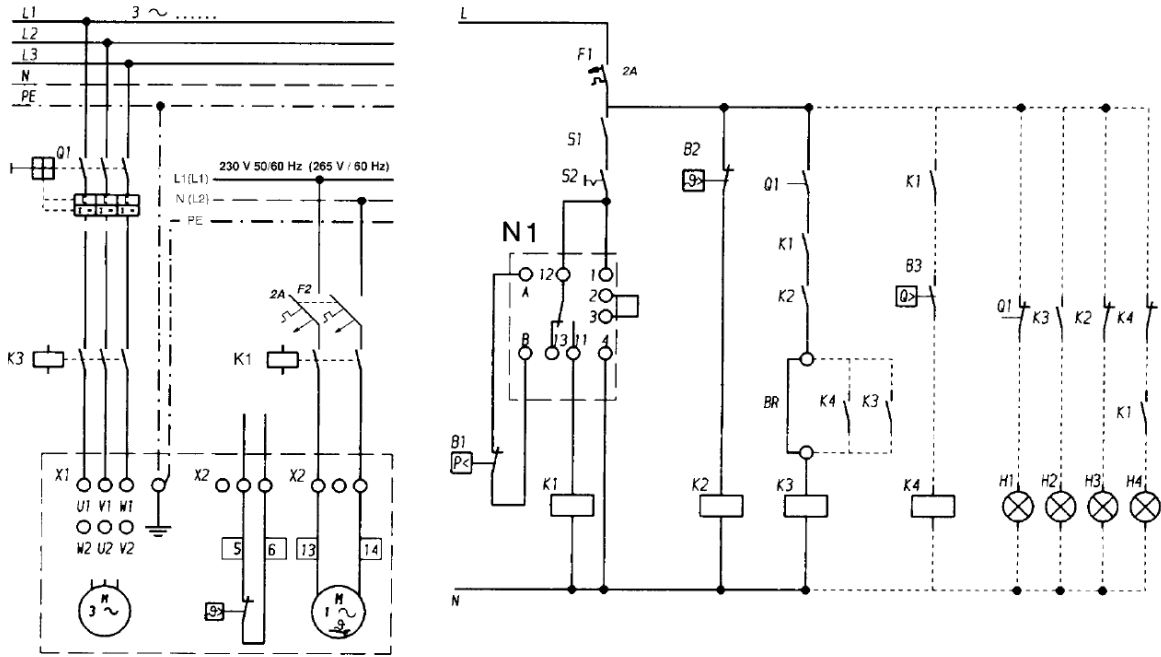 L1 3 ~ ......
L2
L3
N
PE
Q1
230 V 50/60 Hz (265 V / 60 Hz)
L1(L1)
N (L2)
PE
2A F2
K3
K1
X1 X2 X2
U1 V1 W1
W2 U2 V2
5 6 13 14
M
3 ~
ϑ>
M
1 ~
ϑ
L
F1
2A
S1
S2
N1
12 1
A
2
3
B 13 11 4
B1
P<
K1
B2
ϑ>
K2
Q1
K1
K2
BR
K4 K3
K3
K1
B3
Q>
K4
Q1 K3 K2 K4
K1
H1 H2 H3 H4
N